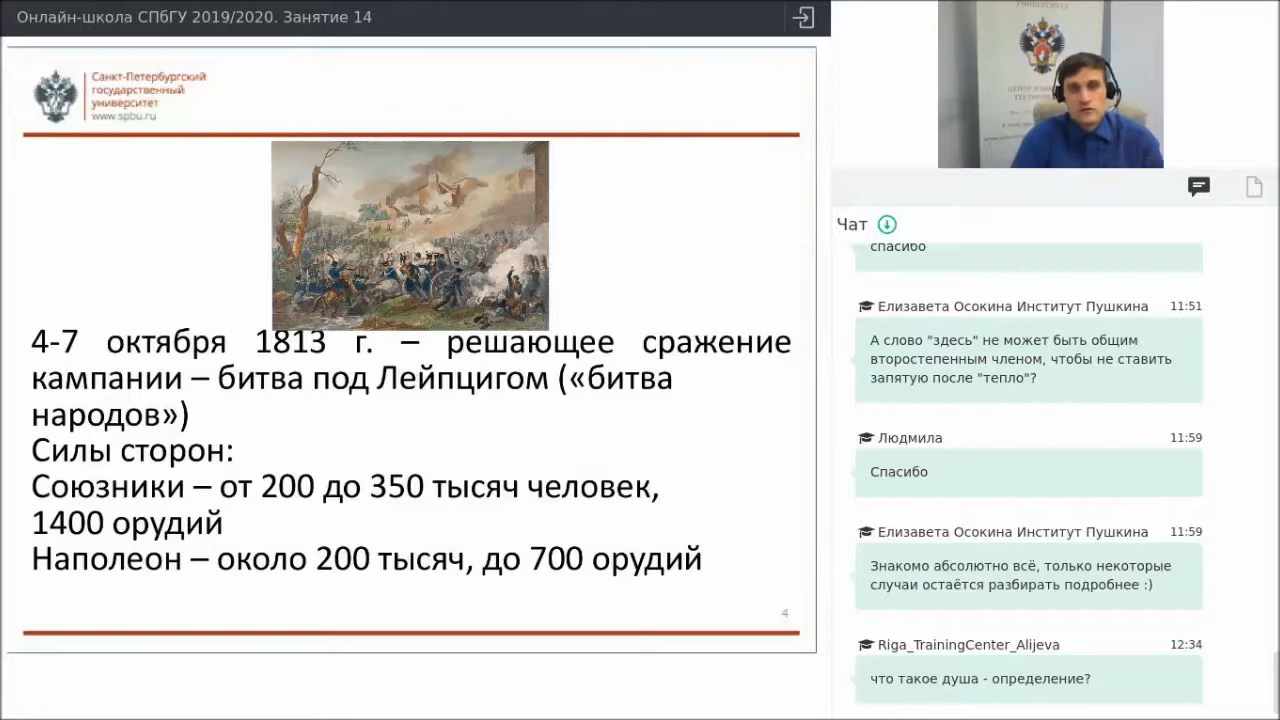 Онлайн-школа СПбГУ 2019/2020. Занятие 14
Санкт-Петербургский
государственный
университет
www.spbu.ru
4-7 октября 1813 г. – решающее сражение
кампании – битва под Лейпцигом («битва
народов»)
Силы сторон:
Союзники – от 200 до 350 тысяч человек,
1400 орудий
Наполеон – около 200 тысяч, до 700 орудий
4
УНИВЕРСИТЕТ
Чат
спасибо
Елизавета Осокина Институт Пушкина 11:51
А слово "здесь" не может быть общим
второстепенным членом, чтобы не ставить
запятую после "тепло"?
Людмила 11:59
Спасибо
Елизавета Осокина Институт Пушкина 11:59
Знакомо абсолютно всё, только некоторые
случаи остаётся разбирать подробнее :)
Riga_TrainingCenter_Alijeva 12:34
что такое душа - определение?